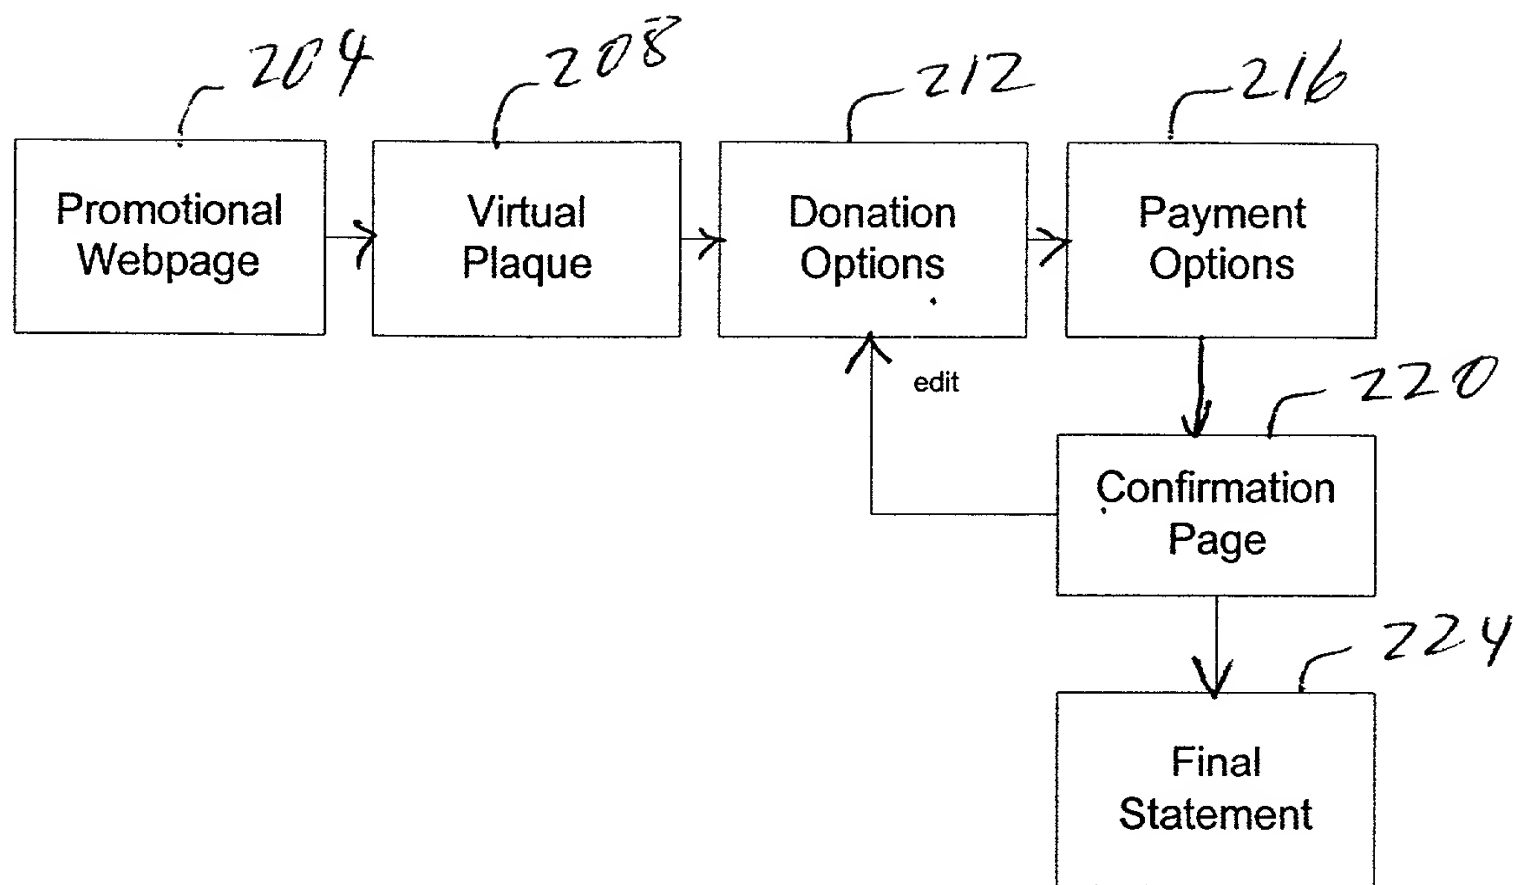 204
208
212
216
Promotional
Webpage
Virtual
Plaque
Donation
Options
Payment
Options
edit
220
Confirmation
Page
224
Final
Statement